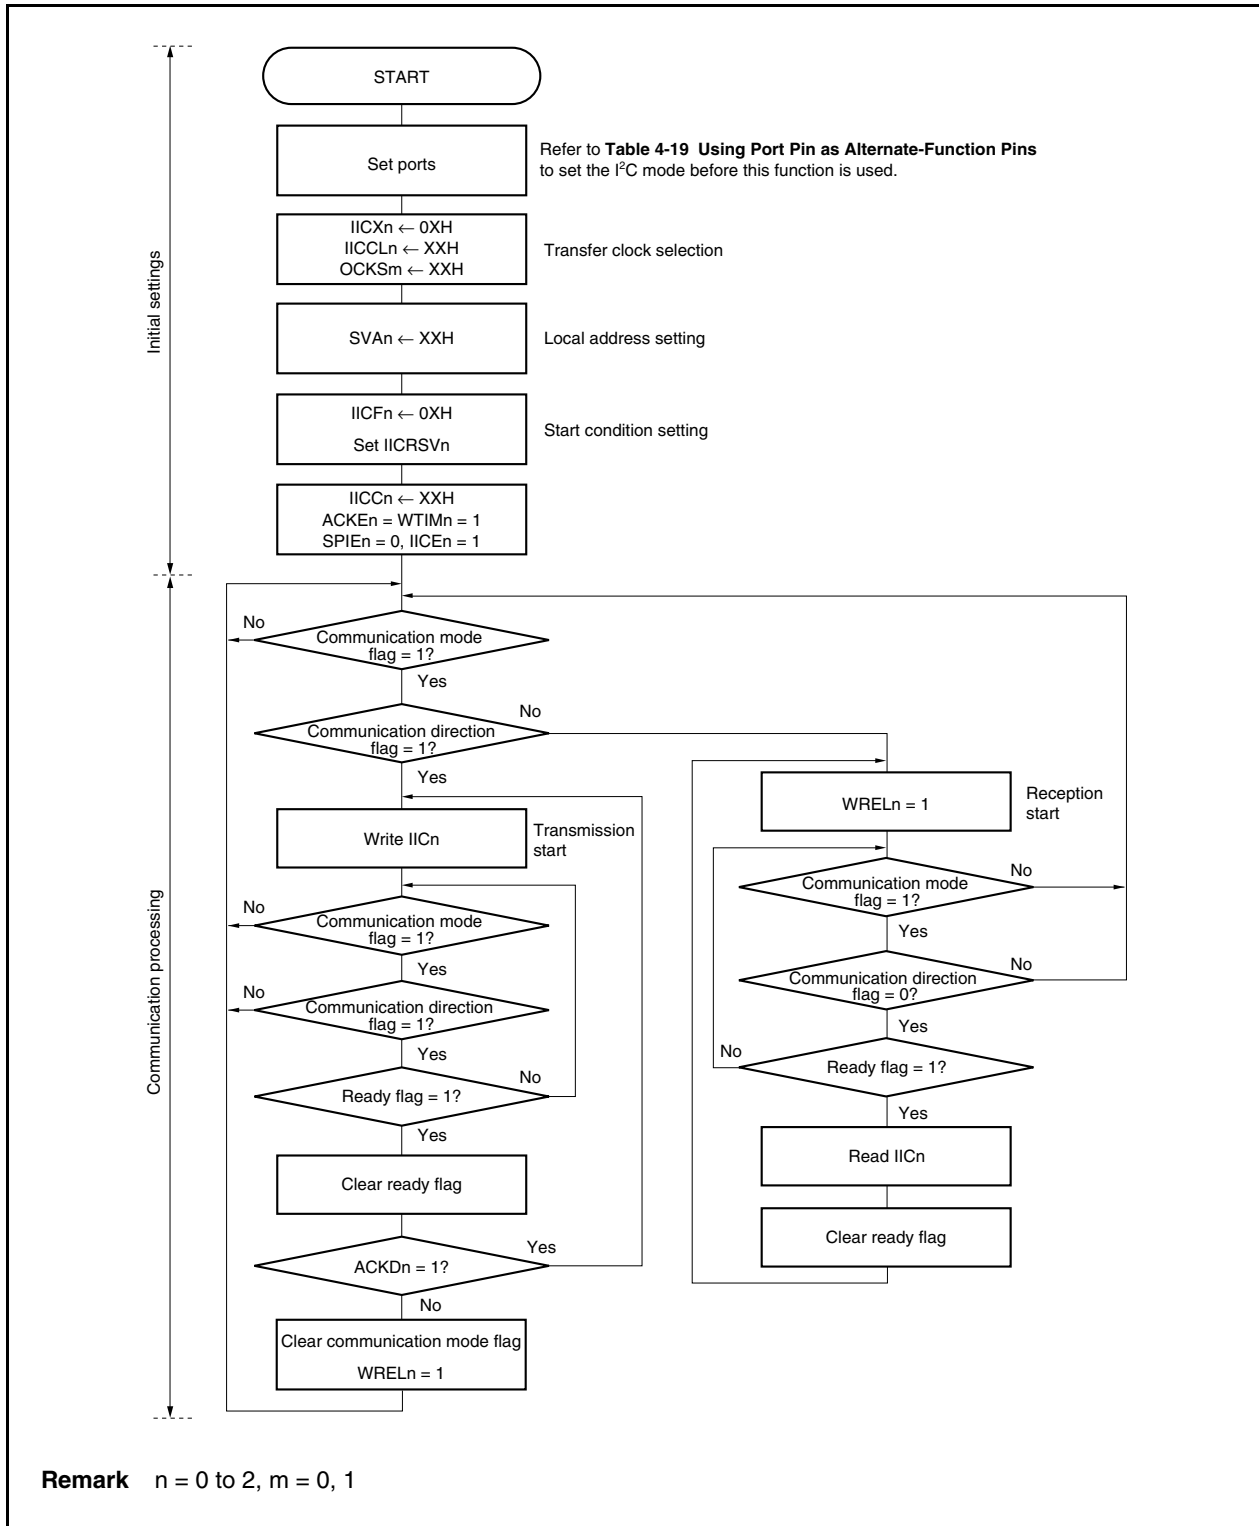 START
Set ports
Refer to Table 4-19 Using Port Pin as Alternate-Function Pins
to set the I²C mode before this function is used.
IICXn ← 0XH
IICCLn ← XXH
OCKSm ← XXH
Transfer clock selection
Initial settings
SVAn ← XXH
Local address setting
IICFn ← 0XH
Set IICRSVn
Start condition setting
IICCn ← XXH
ACKEn = WTIMn = 1
SPIEn = 0, IICEn = 1
No
Communication mode
flag = 1?
Yes
No
Communication direction
flag = 1?
Yes
Write IICn
Transmission
start
No
Communication mode
flag = 1?
Yes
No
Communication direction
flag = 1?
Yes
No
Ready flag = 1?
Yes
Clear ready flag
Yes
ACKDn = 1?
No
Clear communication mode flag
WRELn = 1
Communication processing
WRELn = 1
Reception
start
No
Communication mode
flag = 1?
Yes
No
Communication direction
flag = 0?
Yes
No
Ready flag = 1?
Yes
Read IICn
Clear ready flag
Remark n = 0 to 2, m = 0, 1